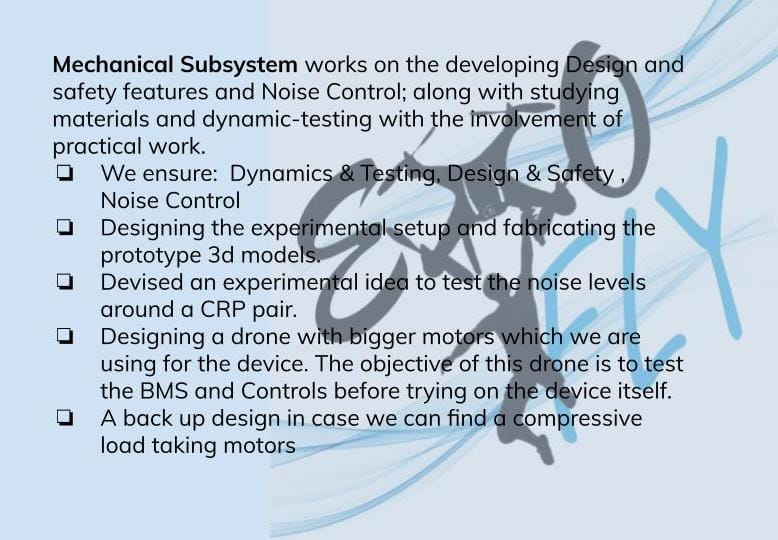 Mechanical Subsystem works on the developing Design and
safety features and Noise Control; along with studying
materials and dynamic-testing with the involvement of
practical work.
❏ We ensure: Dynamics & Testing, Design & Safety ,
Noise Control
❏ Designing the experimental setup and fabricating the
prototype 3d models.
❏ Devised an experimental idea to test the noise levels
around a CRP pair.
❏ Designing a drone with bigger motors which we are
using for the device. The objective of this drone is to test
the BMS and Controls before trying on the device itself.
❏ A back up design in case we can find a compressive
load taking motors
EXO
FLY